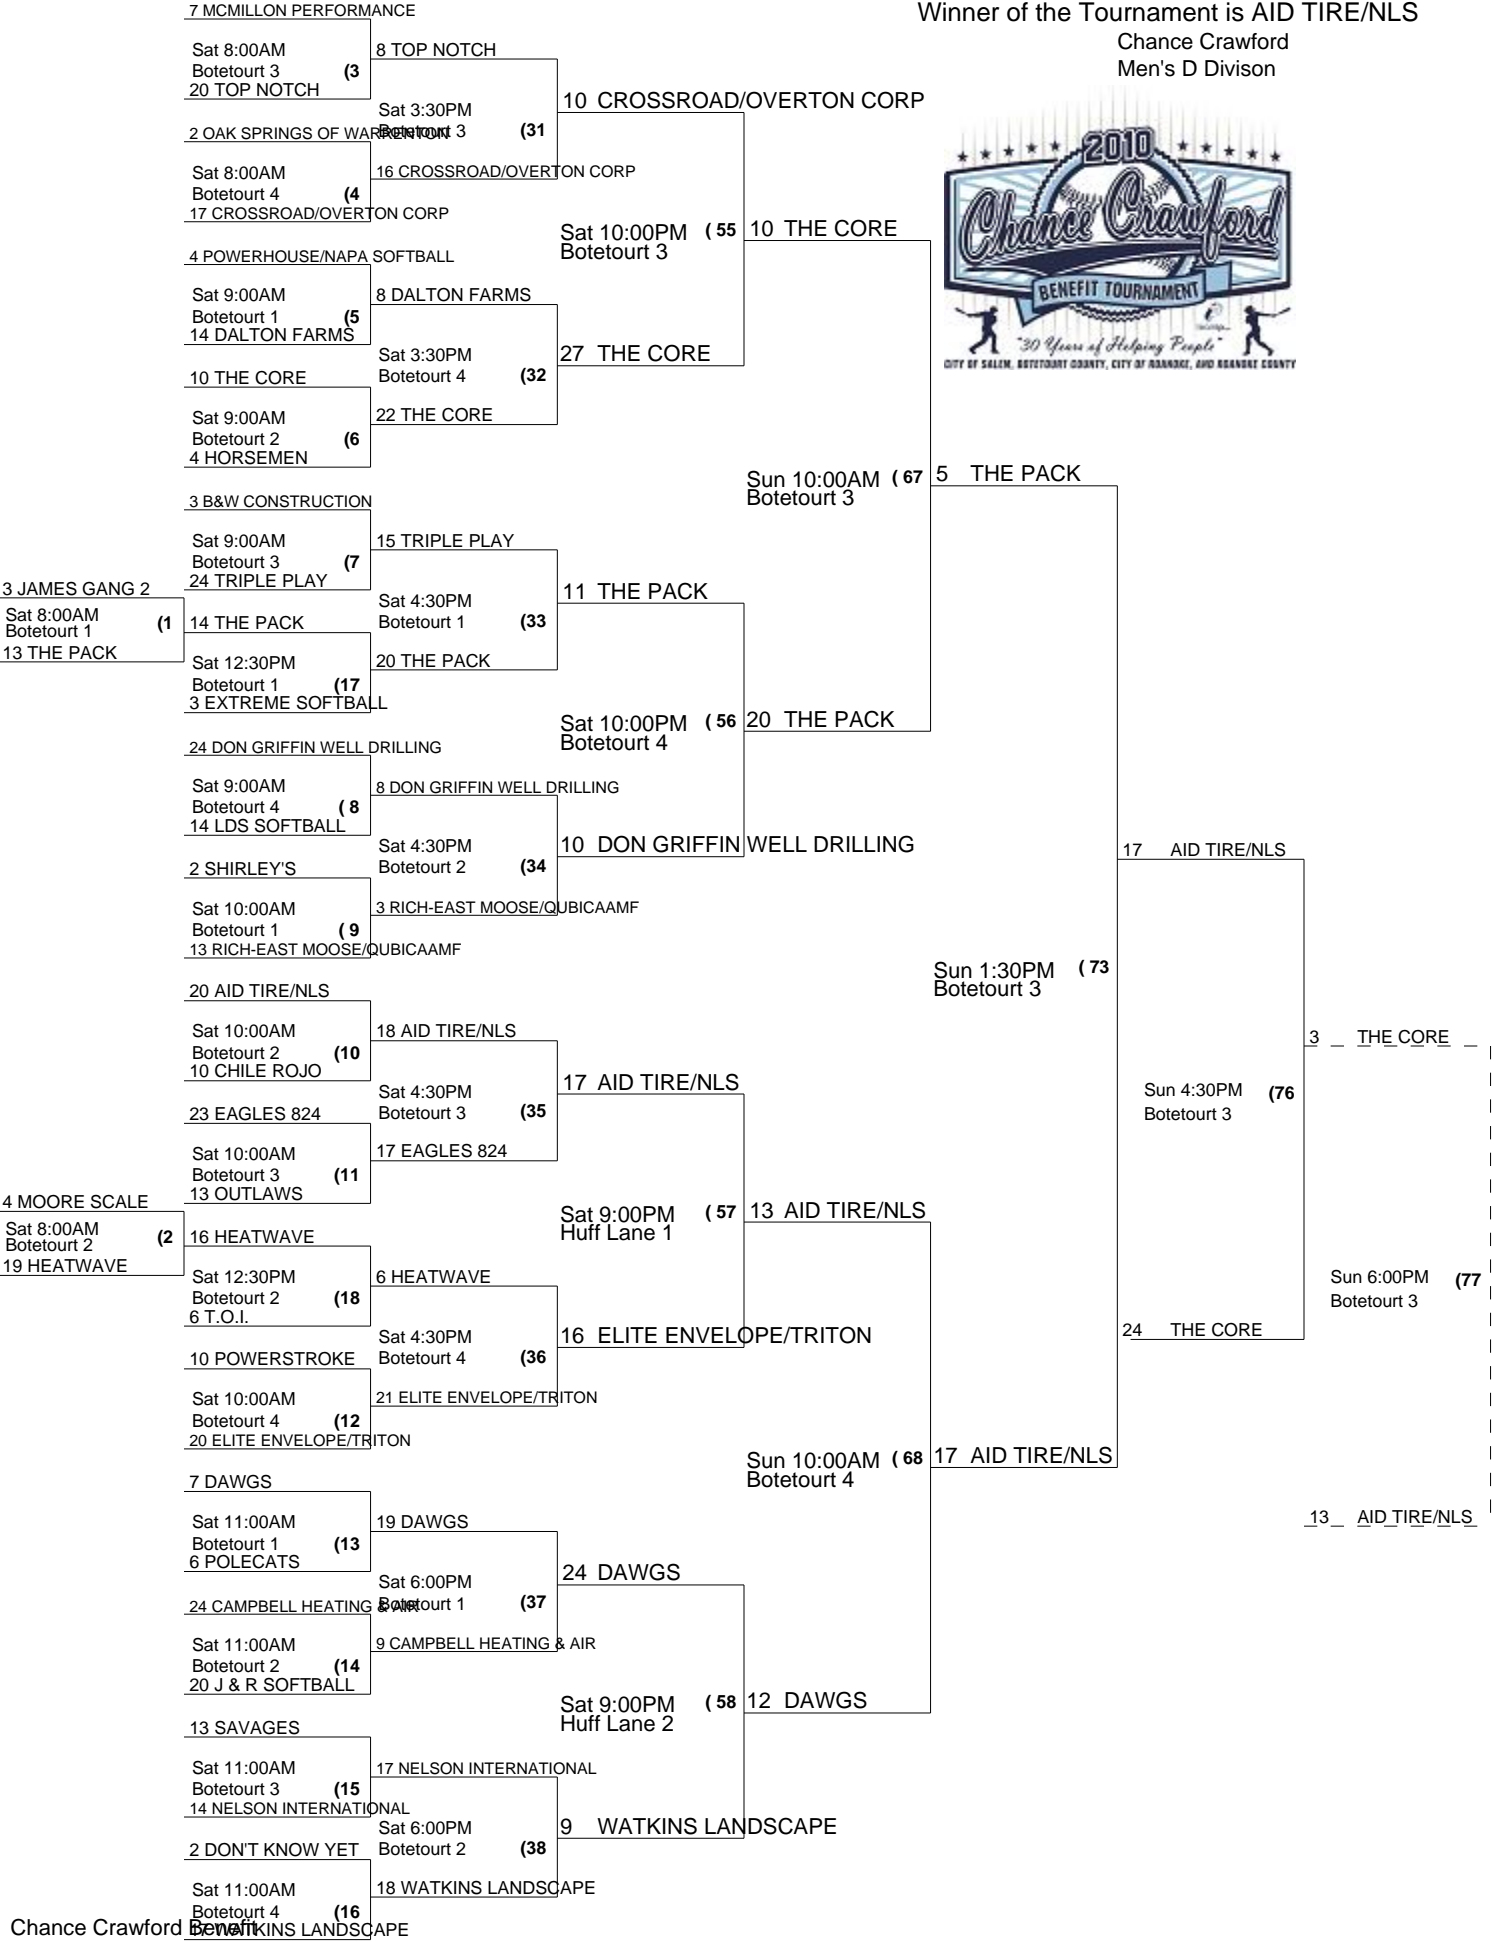 Winner of the Tournament is AID TIRE/NLS
Chance Crawford
Men's D Divison
2010
Chance Crawford
BENEFIT TOURNAMENT
"30 Years of Helping People"
CITY OF SALEM, BOTETOURT COUNTY, CITY OF ROANOKE, AND ROANOKE COUNTY
3 JAMES GANG 2
Sat 8:00AM
Botetourt 1 (1
13 THE PACK
4 MOORE SCALE
Sat 8:00AM
Botetourt 2 (2
19 HEATWAVE
7 MCMILLON PERFORMANCE
Sat 8:00AM
Botetourt 3 (3
20 TOP NOTCH
2 OAK SPRINGS OF WARRENTON
Sat 8:00AM
Botetourt 4 (4
17 CROSSROAD/OVERTON CORP
4 POWERHOUSE/NAPA SOFTBALL
Sat 9:00AM
Botetourt 1 (5
14 DALTON FARMS
10 THE CORE
Sat 9:00AM
Botetourt 2 (6
4 HORSEMEN
3 B&W CONSTRUCTION
Sat 9:00AM
Botetourt 3 (7
24 TRIPLE PLAY
14 THE PACK
Sat 12:30PM
Botetourt 1 (17
3 EXTREME SOFTBALL
24 DON GRIFFIN WELL DRILLING
Sat 9:00AM
Botetourt 4 ( 8
14 LDS SOFTBALL
2 SHIRLEY'S
Sat 10:00AM
Botetourt 1 ( 9
13 RICH-EAST MOOSE/QUBICAAMF
20 AID TIRE/NLS
Sat 10:00AM
Botetourt 2 (10
10 CHILE ROJO
23 EAGLES 824
Sat 10:00AM
Botetourt 3 (11
13 OUTLAWS
16 HEATWAVE
Sat 12:30PM
Botetourt 2 (18
6 T.O.I.
10 POWERSTROKE
Sat 10:00AM
Botetourt 4 (12
20 ELITE ENVELOPE/TRITON
7 DAWGS
Sat 11:00AM
Botetourt 1 (13
6 POLECATS
24 CAMPBELL HEATING & AIR
Sat 11:00AM
Botetourt 2 (14
20 J & R SOFTBALL
13 SAVAGES
Sat 11:00AM
Botetourt 3 (15
14 NELSON INTERNATIONAL
2 DON'T KNOW YET
Sat 11:00AM
Botetourt 4 (16
17 WATKINS LANDSCAPE
8 TOP NOTCH
Sat 3:30PM
Botetourt 3 (31
16 CROSSROAD/OVERTON CORP
8 DALTON FARMS
Sat 3:30PM
Botetourt 4 (32
22 THE CORE
15 TRIPLE PLAY
Sat 4:30PM
Botetourt 1 (33
20 THE PACK
8 DON GRIFFIN WELL DRILLING
Sat 4:30PM
Botetourt 2 (34
3 RICH-EAST MOOSE/QUBICAAMF
18 AID TIRE/NLS
Sat 4:30PM
Botetourt 3 (35
17 EAGLES 824
6 HEATWAVE
Sat 4:30PM
Botetourt 4 (36
21 ELITE ENVELOPE/TRITON
19 DAWGS
Sat 6:00PM
Botetourt 1 (37
9 CAMPBELL HEATING & AIR
17 NELSON INTERNATIONAL
Sat 6:00PM
Botetourt 2 (38
18 WATKINS LANDSCAPE
10 CROSSROAD/OVERTON CORP
Sat 10:00PM ( 55
Botetourt 3
27 THE CORE
11 THE PACK
Sat 10:00PM ( 56
Botetourt 4
10 DON GRIFFIN WELL DRILLING
17 AID TIRE/NLS
Sat 9:00PM ( 57
Huff Lane 1
16 ELITE ENVELOPE/TRITON
24 DAWGS
Sat 9:00PM ( 58
Huff Lane 2
9 WATKINS LANDSCAPE
10 THE CORE
Sun 10:00AM ( 67
Botetourt 3
20 THE PACK
13 AID TIRE/NLS
Sun 10:00AM ( 68
Botetourt 4
12 DAWGS
5 THE PACK
Sun 1:30PM ( 73
Botetourt 3
17 AID TIRE/NLS
17 AID TIRE/NLS
Sun 4:30PM (76
Botetourt 3
24 THE CORE
3 THE CORE
Sun 6:00PM (77
Botetourt 3
13 AID TIRE/NLS
Chance Crawford Benefit